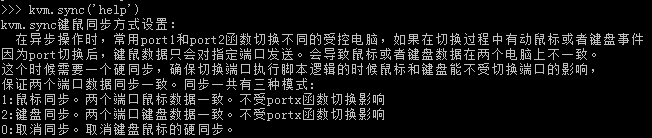 >>> kvm.sync('help')
kvm.sync键鼠同步方式设置：
在异步操作时，常用port1和port2函数切换不同的受控电脑，如果在切换过程中有动鼠标或者键盘事件
因为port切换后，键鼠数据只会对指定端口发送。会导致鼠标或者键盘数据在两个电脑上不一致。
这个时候需要一个硬同步，确保切换端口执行脚本逻辑的时候鼠标和键盘能不受切换端口的影响，
保证两个端口数据同步一致。同步一共有三种模式：
1:鼠标同步。两个端口鼠标数据一致。不受portx函数切换影响
2:键盘同步。两个端口键盘数据一致。不受portx函数切换影响
0:取消同步。取消键盘鼠标的硬同步。